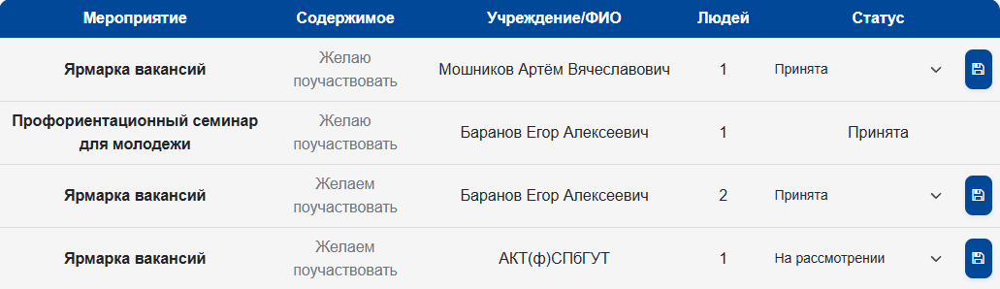 Мероприятие Содержимое Учреждение/ФИО Людей Статус
Ярмарка вакансий Желаю поучаствовать Мошников Артём Вячеславович 1 Принята
Профориентационный семинар для молодежи Желаю поучаствовать Баранов Егор Алексеевич 1 Принята
Ярмарка вакансий Желаем поучаствовать Баранов Егор Алексеевич 2 Принята
Ярмарка вакансий Желаем поучаствовать АКТ(ф)СПбГУТ 1 На рассмотрении